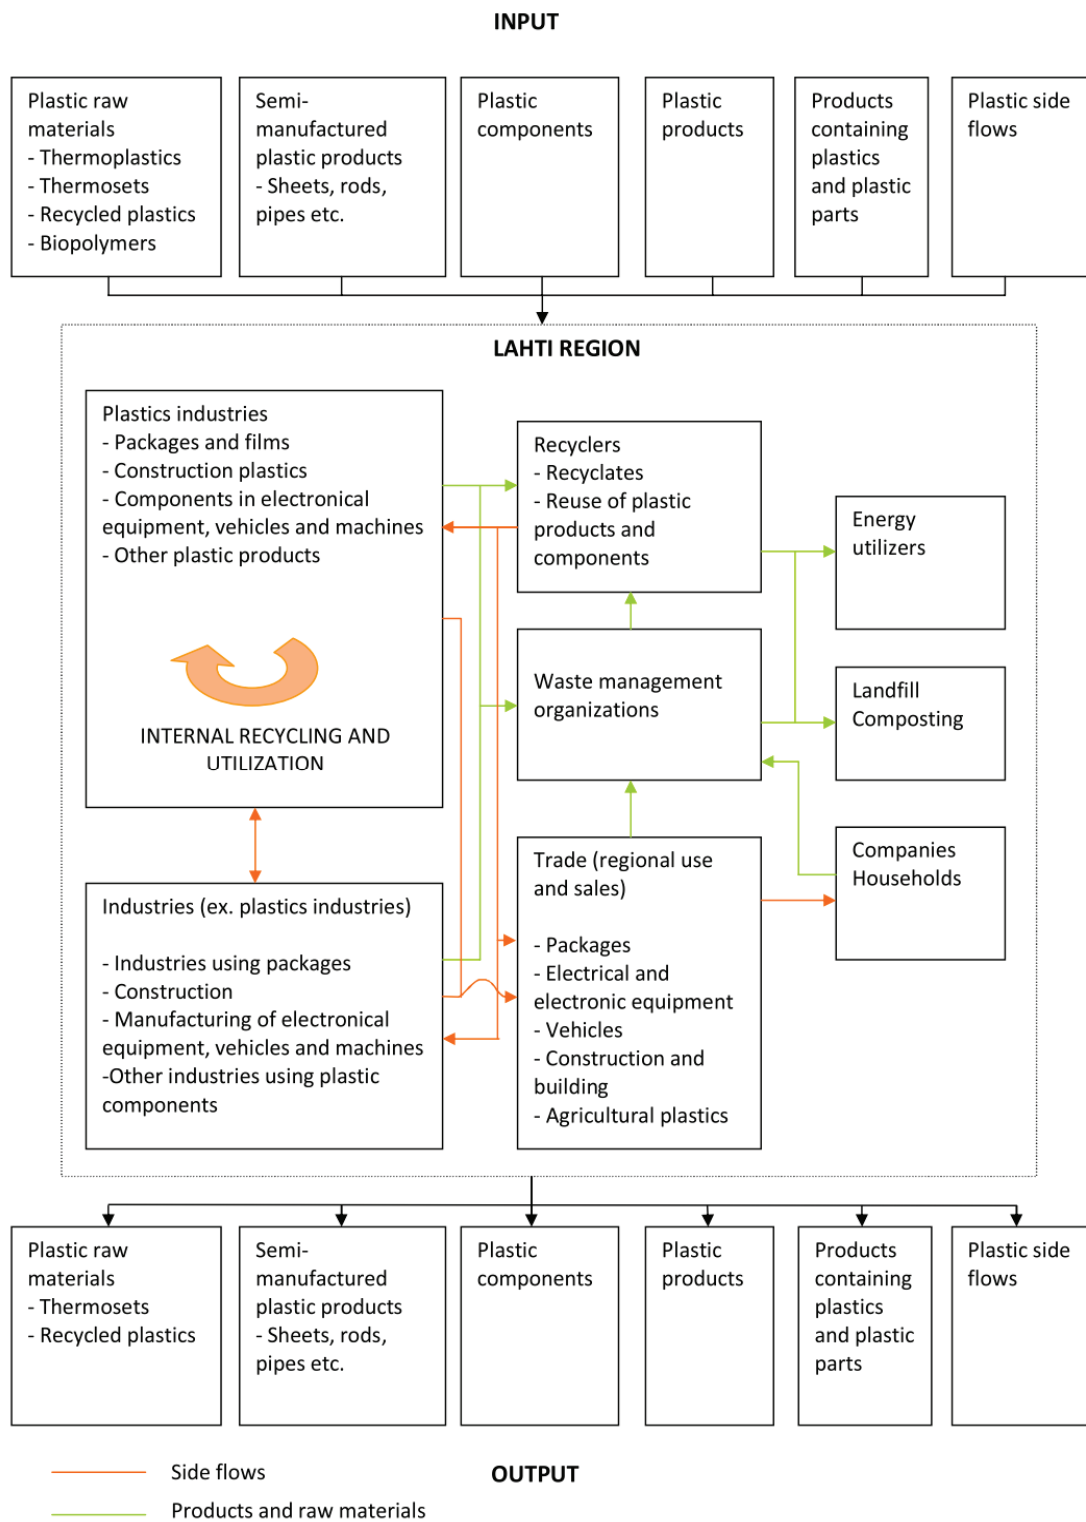 INPUT
Plastic raw
materials
- Thermoplastics
- Thermosets
- Recycled plastics
- Biopolymers
Semi-
manufactured
plastic products
- Sheets, rods,
pipes etc.
Plastic
components
Plastic
products
Products
containing
plastics
and plastic
parts
Plastic side
flows
LAHTI REGION
Plastics industries
- Packages and films
- Construction plastics
- Components in electronical
equipment, vehicles and machines
- Other plastic products
INTERNAL RECYCLING AND
UTILIZATION
Recyclers
- Recyclates
- Reuse of plastic
products and
components
Energy
utilizers
Waste management
organizations
Landfill
Composting
Industries (ex. plastics industries)
- Industries using packages
- Construction
- Manufacturing of electronical
equipment, vehicles and machines
-Other industries using plastic
components
Trade (regional use
and sales)
- Packages
- Electrical and
electronic equipment
- Vehicles
- Construction and
building
- Agricultural plastics
Companies
Households
Plastic raw
materials
- Thermosets
- Recycled plastics
Semi-
manufactured
plastic products
- Sheets, rods,
pipes etc.
Plastic
components
Plastic
products
Products
containing
plastics
and plastic
parts
Plastic side
flows
Side flows
OUTPUT
Products and raw materials